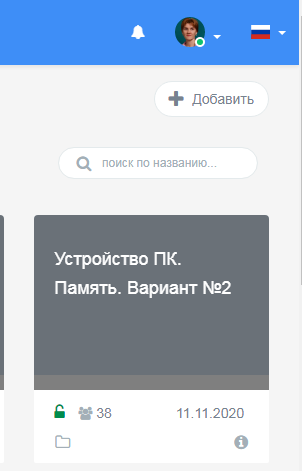 Добавить
поиск по названию...
Устройство ПК.
Память. Вариант №2
38 11.11.2020